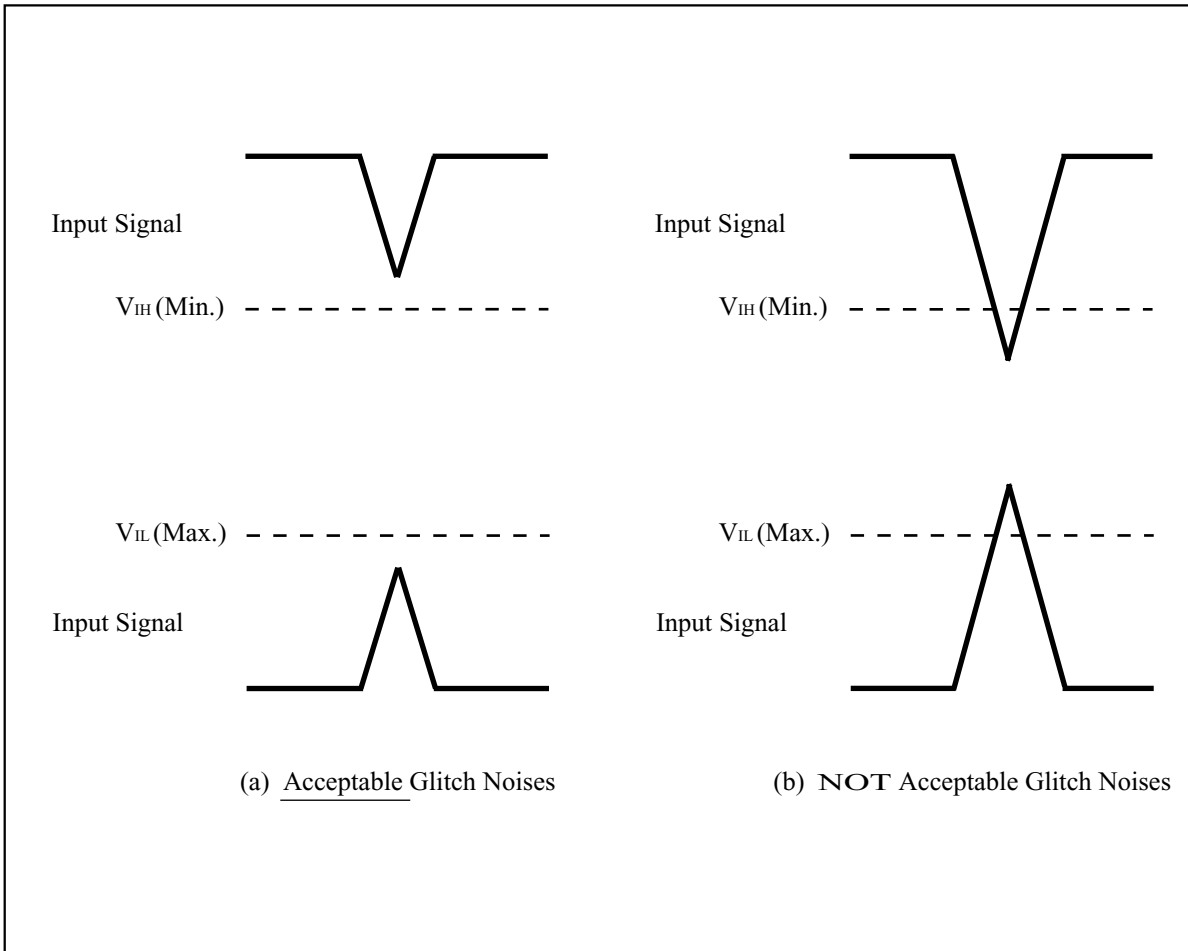 Input Signal
Input Signal
VIH (Min.)
VIH (Min.)
VIL (Max.)
VIL (Max.)
Input Signal
Input Signal
(a) Acceptable Glitch Noises
(b) NOT Acceptable Glitch Noises